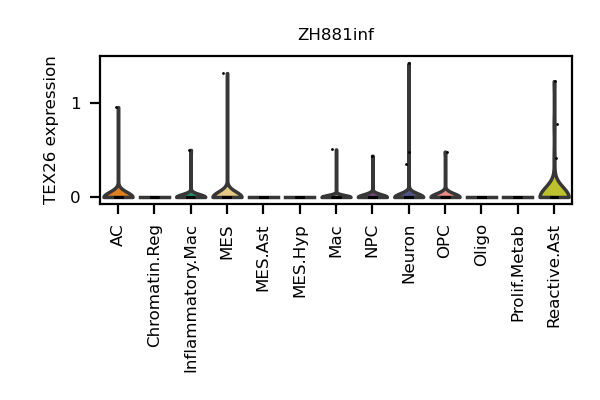 ZH881inf
TEX26 expression
1
0
AC
Chromatin.Reg
Inflammatory.Mac
MES
MES.Ast
MES.Hyp
Mac
NPC
Neuron
OPC
Oligo
Prolif.Metab
Reactive.Ast